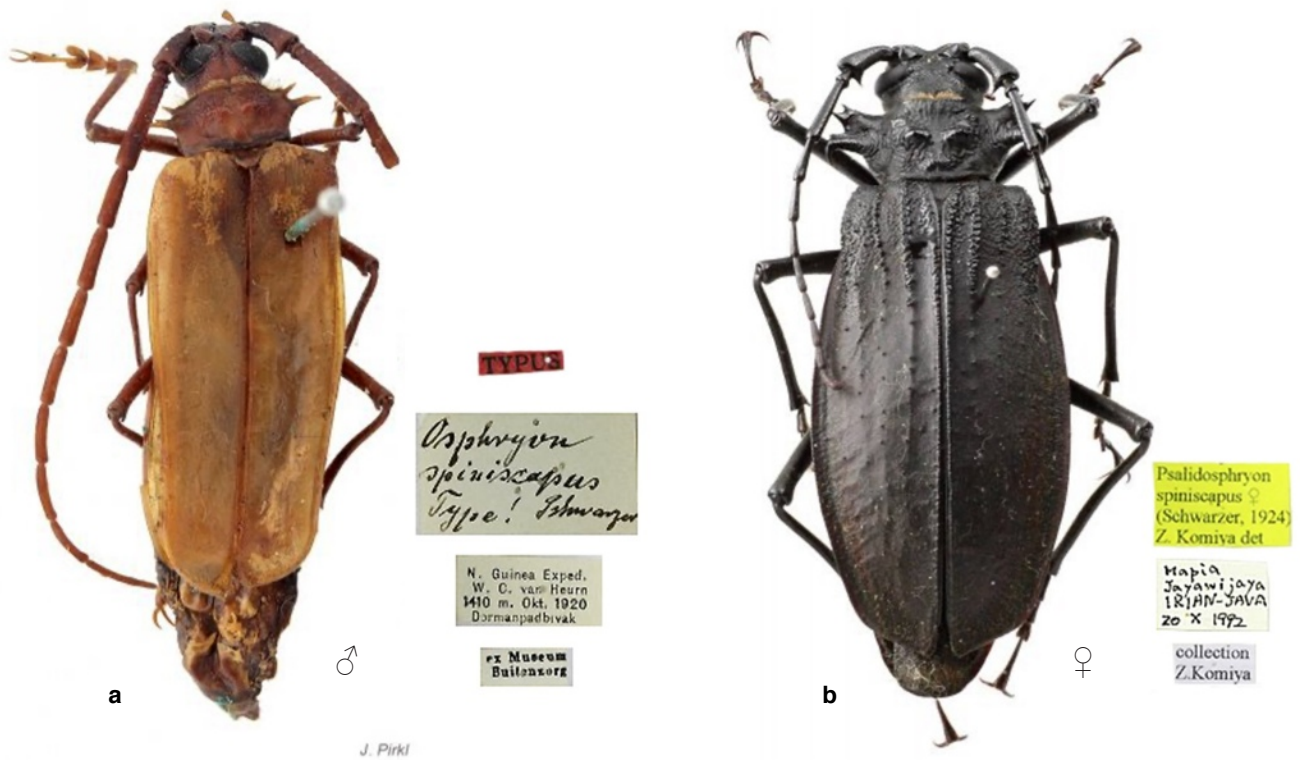 TYPUS
Osphryon
spiniscapus
Type! Schwarzer
N. Guinea Exped.
W. C. van Heurn
1410 m. Okt. 1920
Dormanpadbivak
ex Museum
Buitenzorg
♂
a
J. Pirkl
Psalidosphryon
spiniscapus ♀
(Schwarzer, 1924)
Z. Komiya det
Mapia
Jayawijaya
IRIAN-JAVA
20 X 1992
collection
Z.Komiya
♀
b